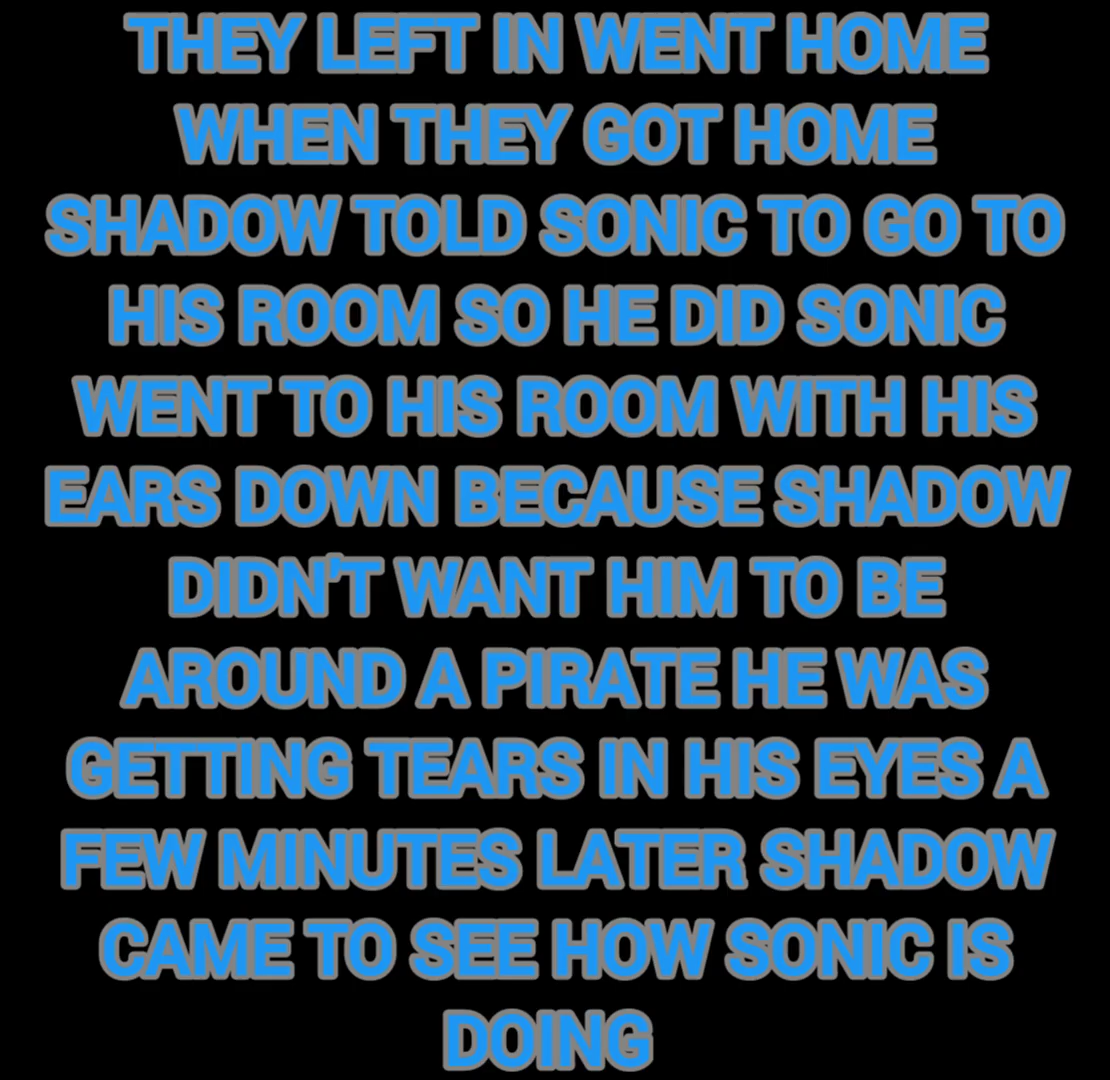 THEY LEFT IN WENT HOME
WHEN THEY GOT HOME
SHADOW TOLD SONIC TO GO TO
HIS ROOM SO HE DID SONIC
WENT TO HIS ROOM WITH HIS
EARS DOWN BECAUSE SHADOW
DIDN'T WANT HIM TO BE
AROUND A PIRATE HE WAS
GETTING TEARS IN HIS EYES A
FEW MINUTES LATER SHADOW
CAME TO SEE HOW SONIC IS
DOING